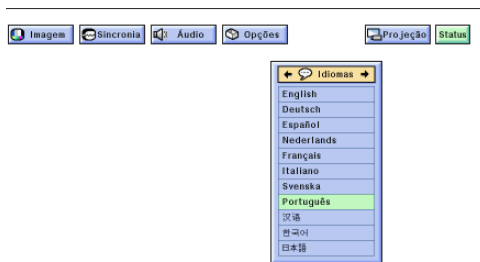 Imagem Sincronia Áudio Opções Projeção Status
Idiomas
English
Deutsch
Español
Nederlands
Français
Italiano
Svenska
Português
汉语
한국어
日本語